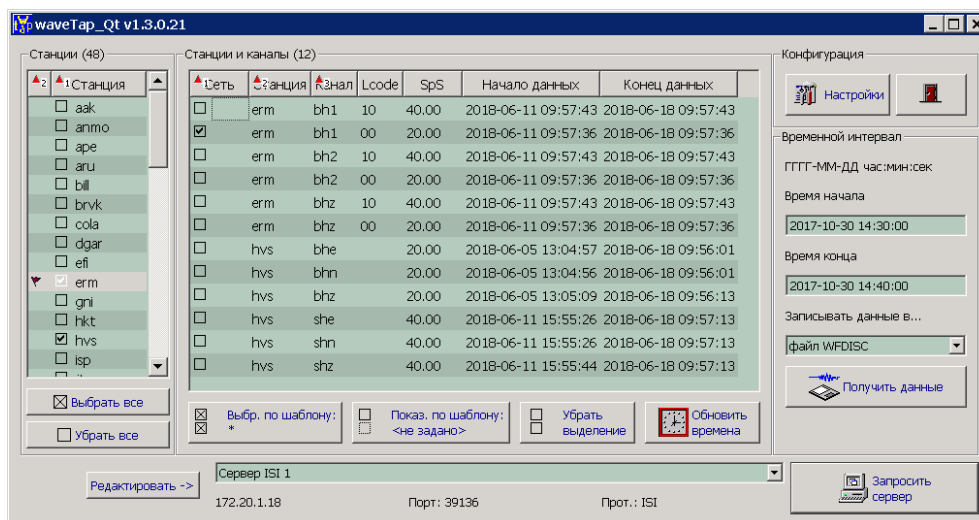 waveTap_Qt v1.3.0.21
Станции (48)
2 1 Станция
aak
anmo
ape
aru
bill
brvk
cola
dgar
efi
erm
gni
hkt
hvs
isp
Выбрать все
Убрать все
Станции и каналы (12)
Сеть Станция Канал Lcode SpS Начало данных Конец данных
erm bh1 10 40.00 2018-06-11 09:57:43 2018-06-18 09:57:43
erm bh1 00 20.00 2018-06-11 09:57:36 2018-06-18 09:57:36
erm bh2 10 40.00 2018-06-11 09:57:43 2018-06-18 09:57:43
erm bh2 00 20.00 2018-06-11 09:57:36 2018-06-18 09:57:36
erm bhz 10 40.00 2018-06-11 09:57:43 2018-06-18 09:57:43
erm bhz 00 20.00 2018-06-11 09:57:36 2018-06-18 09:57:36
hvs bhe 20.00 2018-06-05 13:04:57 2018-06-18 09:56:01
hvs bhn 20.00 2018-06-05 13:04:56 2018-06-18 09:56:01
hvs bhz 20.00 2018-06-05 13:05:09 2018-06-18 09:56:13
hvs she 40.00 2018-06-11 15:55:26 2018-06-18 09:57:13
hvs shn 40.00 2018-06-11 15:55:26 2018-06-18 09:57:13
hvs shz 40.00 2018-06-11 15:55:44 2018-06-18 09:57:13
Выбр. по шаблону:
*
Показ. по шаблону:
<не задано>
Убрать
выделение
Обновить
времена
Конфигурация
Настройки
Временной интервал
ГГГГ-ММ-ДД час:мин:сек
Время начала
2017-10-30 14:30:00
Время конца
2017-10-30 14:40:00
Записывать данные в...
файл WFDISC
Получить данные
Редактировать ->
Сервер ISI 1
172.20.1.18 Порт: 39136 Прот.: ISI
Запросить
сервер